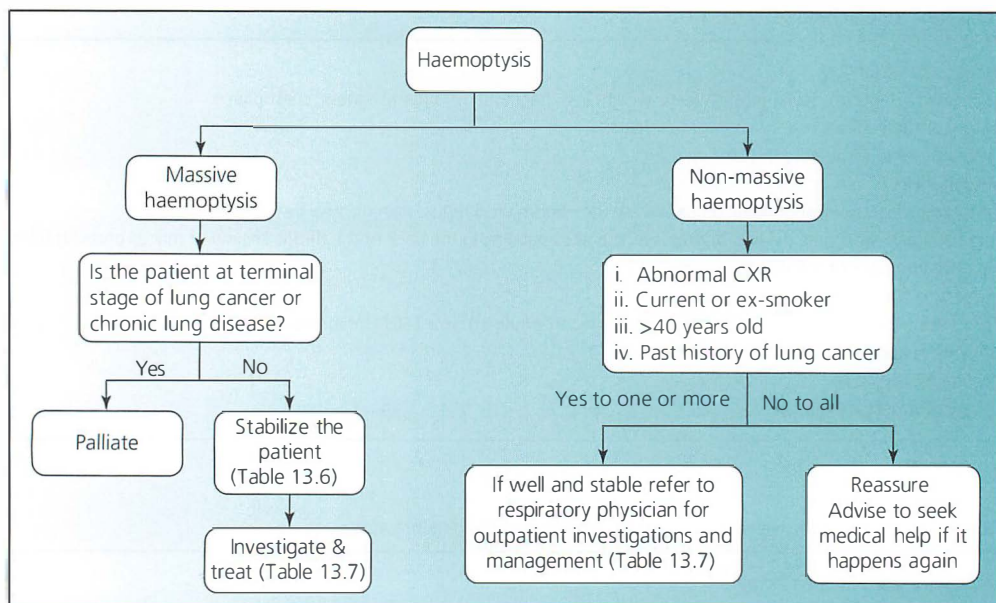 Haemoptysis
Massive
haemoptysis
Non-massive
haemoptysis
Is the patient at terminal
stage of lung cancer or
chronic lung disease?
i. Abnormal CXR
ii. Current or ex-smoker
iii. >40 years old
iv. Past history of lung cancer
Yes
No
Yes to one or more
No to all
Palliate
Stabilize the
patient
(Table 13.6)
If well and stable refer to
respiratory physician for
outpatient investigations and
management (Table 13.7)
Reassure
Advise to seek
medical help if it
happens again
Investigate &
treat (Table 13.7)